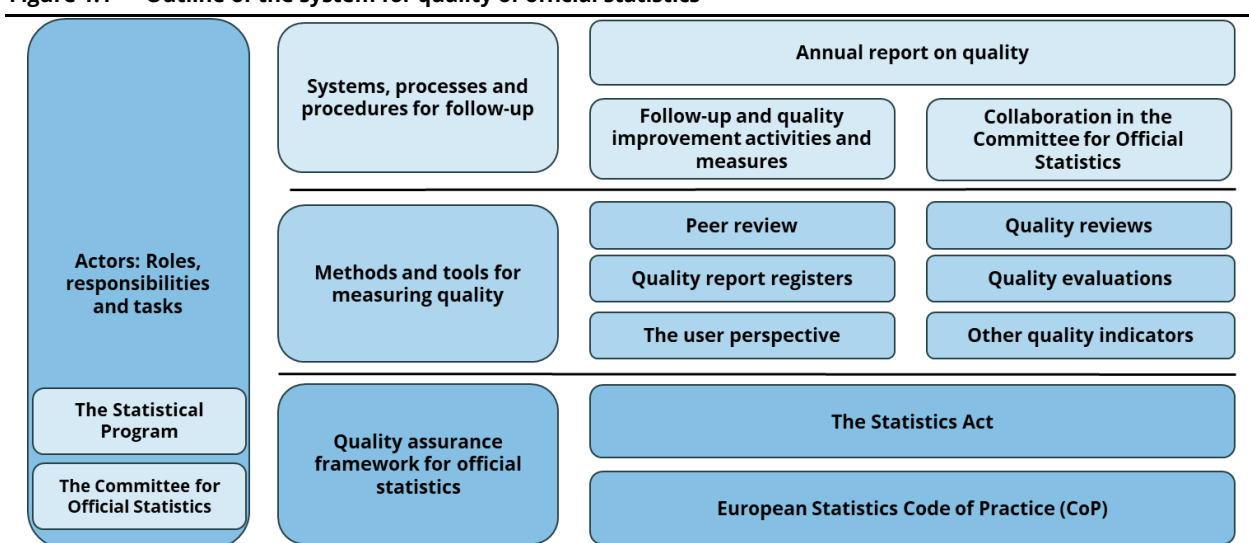 Figure Outline of the system for quality of official statistics
Actors: Roles,
responsibilities
and tasks
The Statistical
Program
The Committee for
Official Statistics
Systems, processes and
procedures for follow-up
Annual report on quality
Follow-up and quality
improvement activities and
measures
Collaboration in the
Committee for Official
Statistics
Methods and tools for
measuring quality
Peer review
Quality reviews
Quality report registers
Quality evaluations
The user perspective
Other quality indicators
Quality assurance
framework for official
statistics
The Statistics Act
European Statistics Code of Practice (CoP)